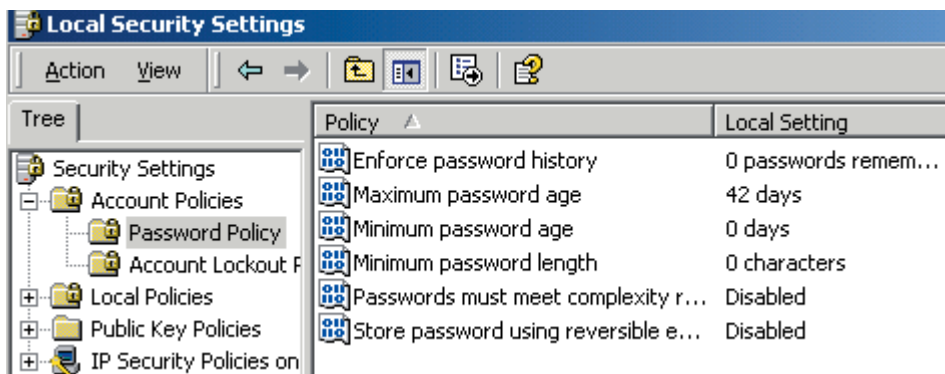 Local Security Settings
Action View
Tree
Policy Local Setting
Security Settings
Account Policies
Password Policy
Account Lockout P
Local Policies
Public Key Policies
IP Security Policies on
Enforce password history 0 passwords remem...
Maximum password age 42 days
Minimum password age 0 days
Minimum password length 0 characters
Passwords must meet complexity r... Disabled
Store password using reversible e... Disabled